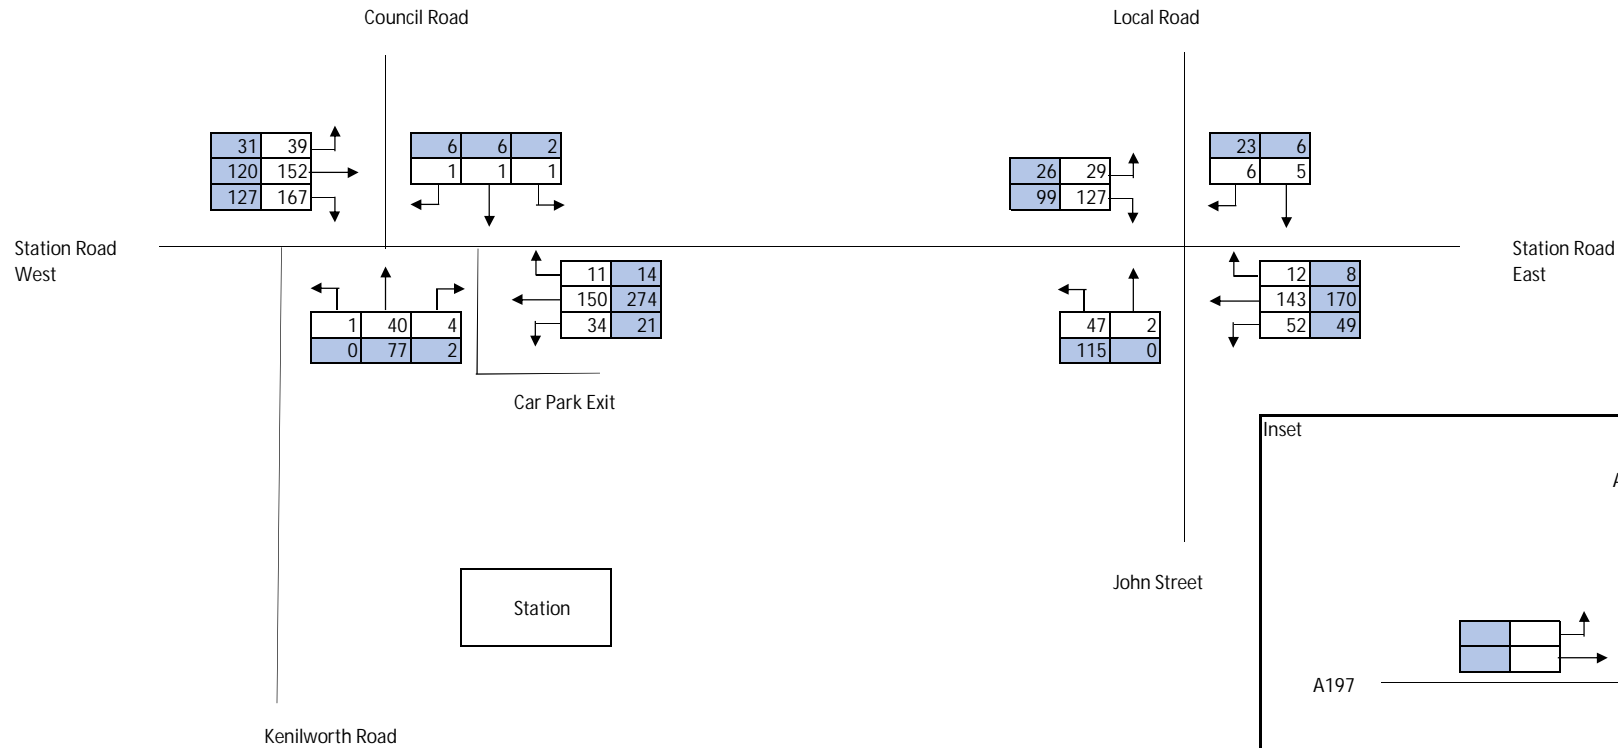 Council Road
Local Road
31 39
120 152
127 167
6 6 2
1 1 1
26 29
99 127
23 6
6 5
Station Road
West
Station Road
East
11 14
150 274
34 21
1 40 4
0 77 2
47 2
115 0
12 8
143 170
52 49
Car Park Exit
Inset
John Street
Station
A197
Kenilworth Road